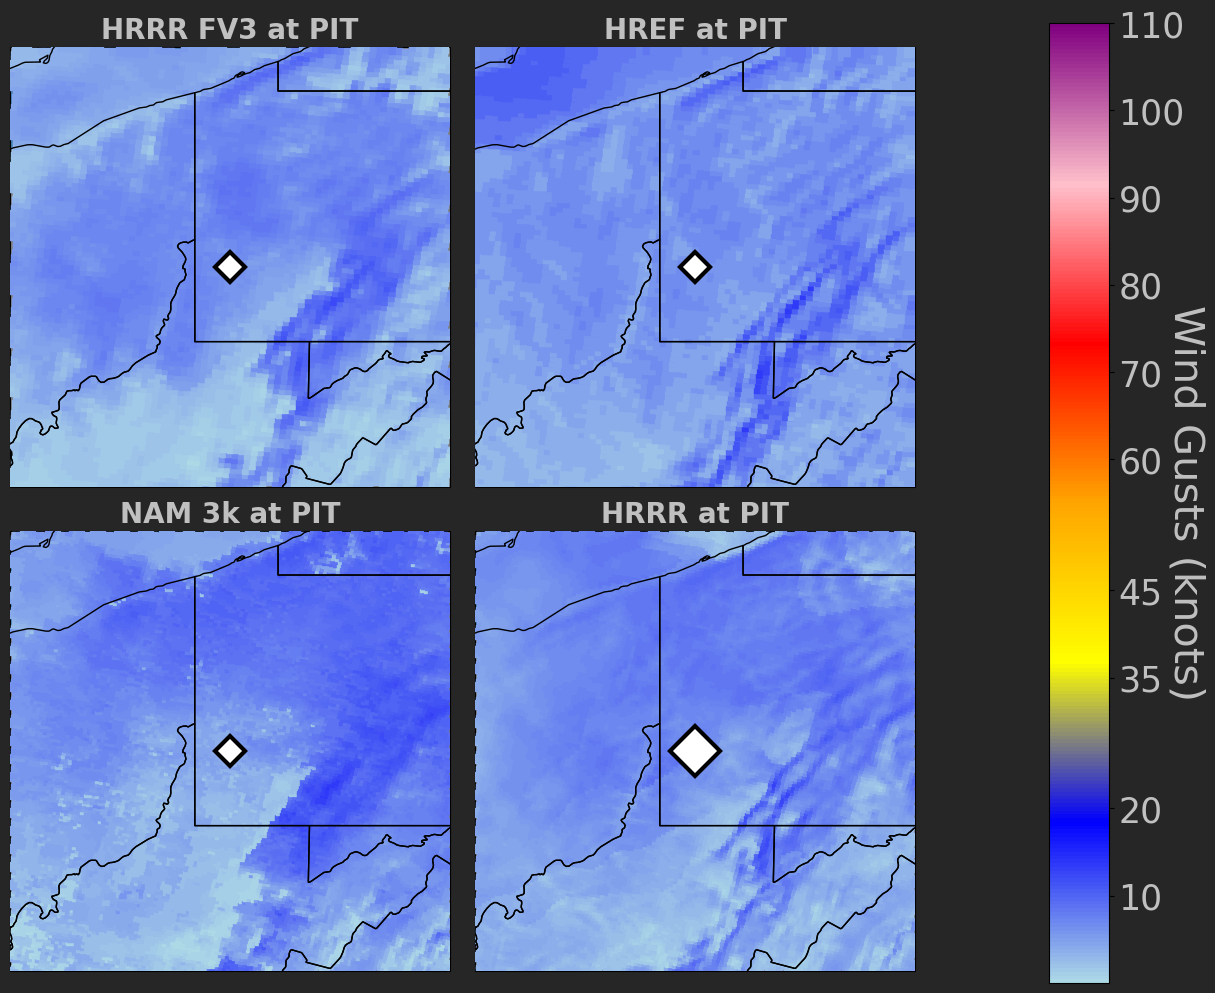 HRRR FV3 at PIT
HREF at PIT
NAM 3k at PIT
HRRR at PIT
110
100
90
80
70
60
45
35
20
10
Wind Gusts (knots)